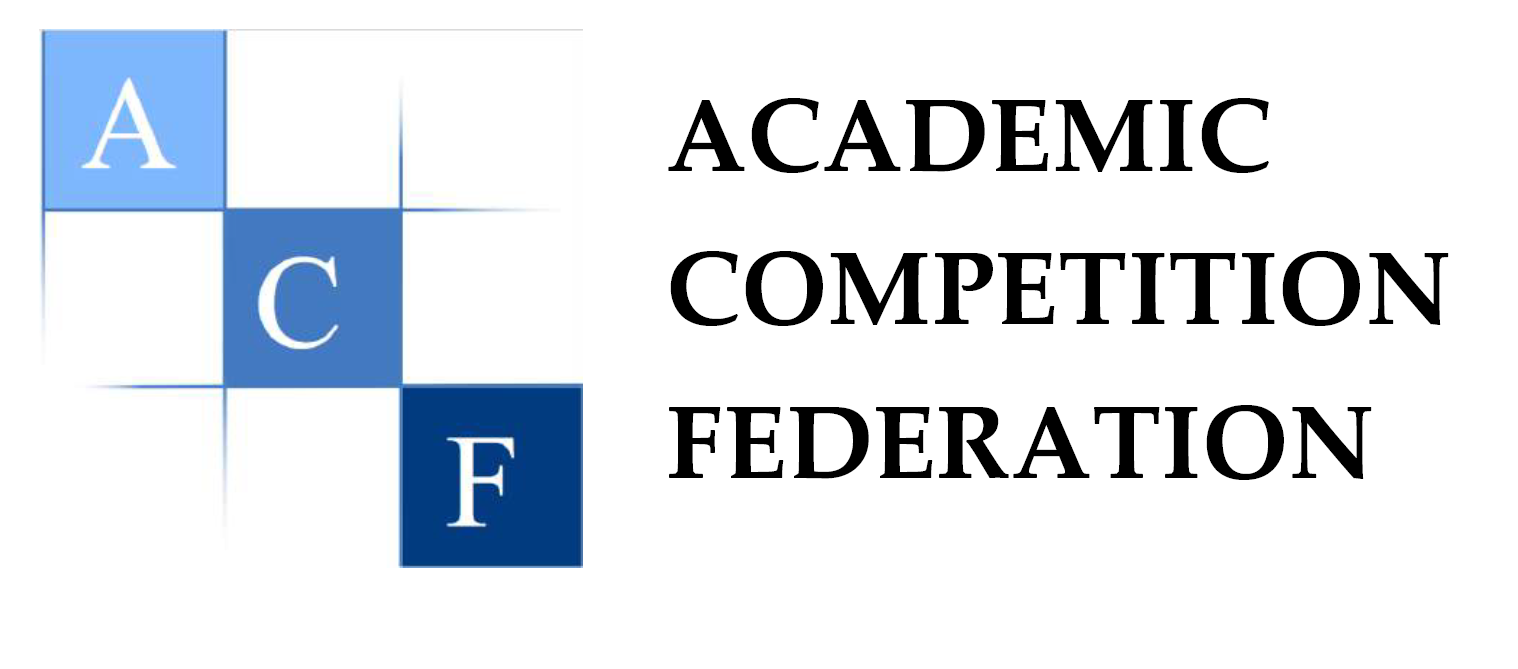 A
C
F
ACADEMIC
COMPETITION
FEDERATION